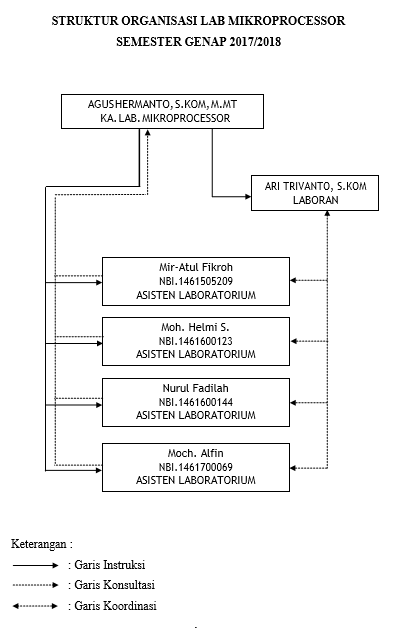 STRUKTUR ORGANISASI LAB MIKROPROCESSOR
SEMESTER GENAP 2017/2018
AGUS HERMANTO, S.KOM, M.MT
KA. LAB. MIKROPROCESSOR
ARI TRIVANTO, S.KOM
LABORAN
Mir-Atul Fikroh
NBI.1461505209
ASISTEN LABORATORIUM
Moh. Helmi S.
NBI.1461600123
ASISTEN LABORATORIUM
Nurul Fadilah
NBI.1461600144
ASISTEN LABORATORIUM
Moch. Alfin
NBI.1461700069
ASISTEN LABORATORIUM
Keterangan :
: Garis Instruksi
: Garis Konsultasi
: Garis Koordinasi